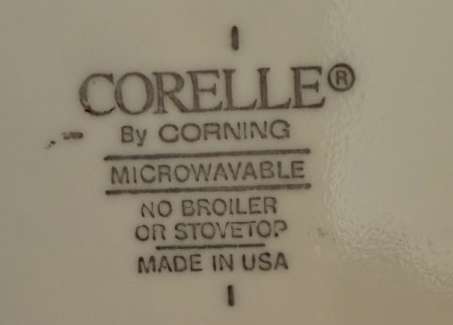 CORELLE®
By CORNING
MICROWAVABLE
NO BROILER
OR STOVETOP
MADE IN USA